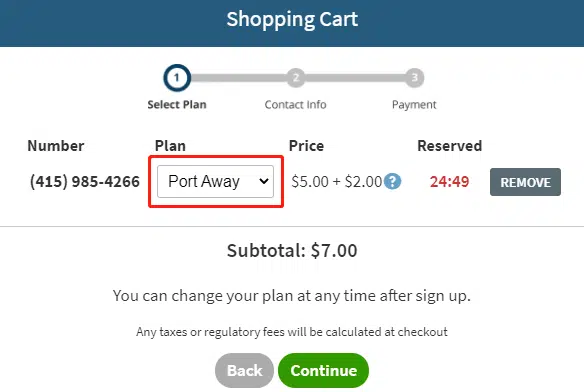 Shopping Cart
1 2 3
Select Plan Contact Info Payment
Number Plan Price Reserved
(415) 985-4266 Port Away $5.00 + $2.00 ? 24:49 REMOVE
Subtotal: $7.00
You can change your plan at any time after sign up.
Any taxes or regulatory fees will be calculated at checkout
Back Continue